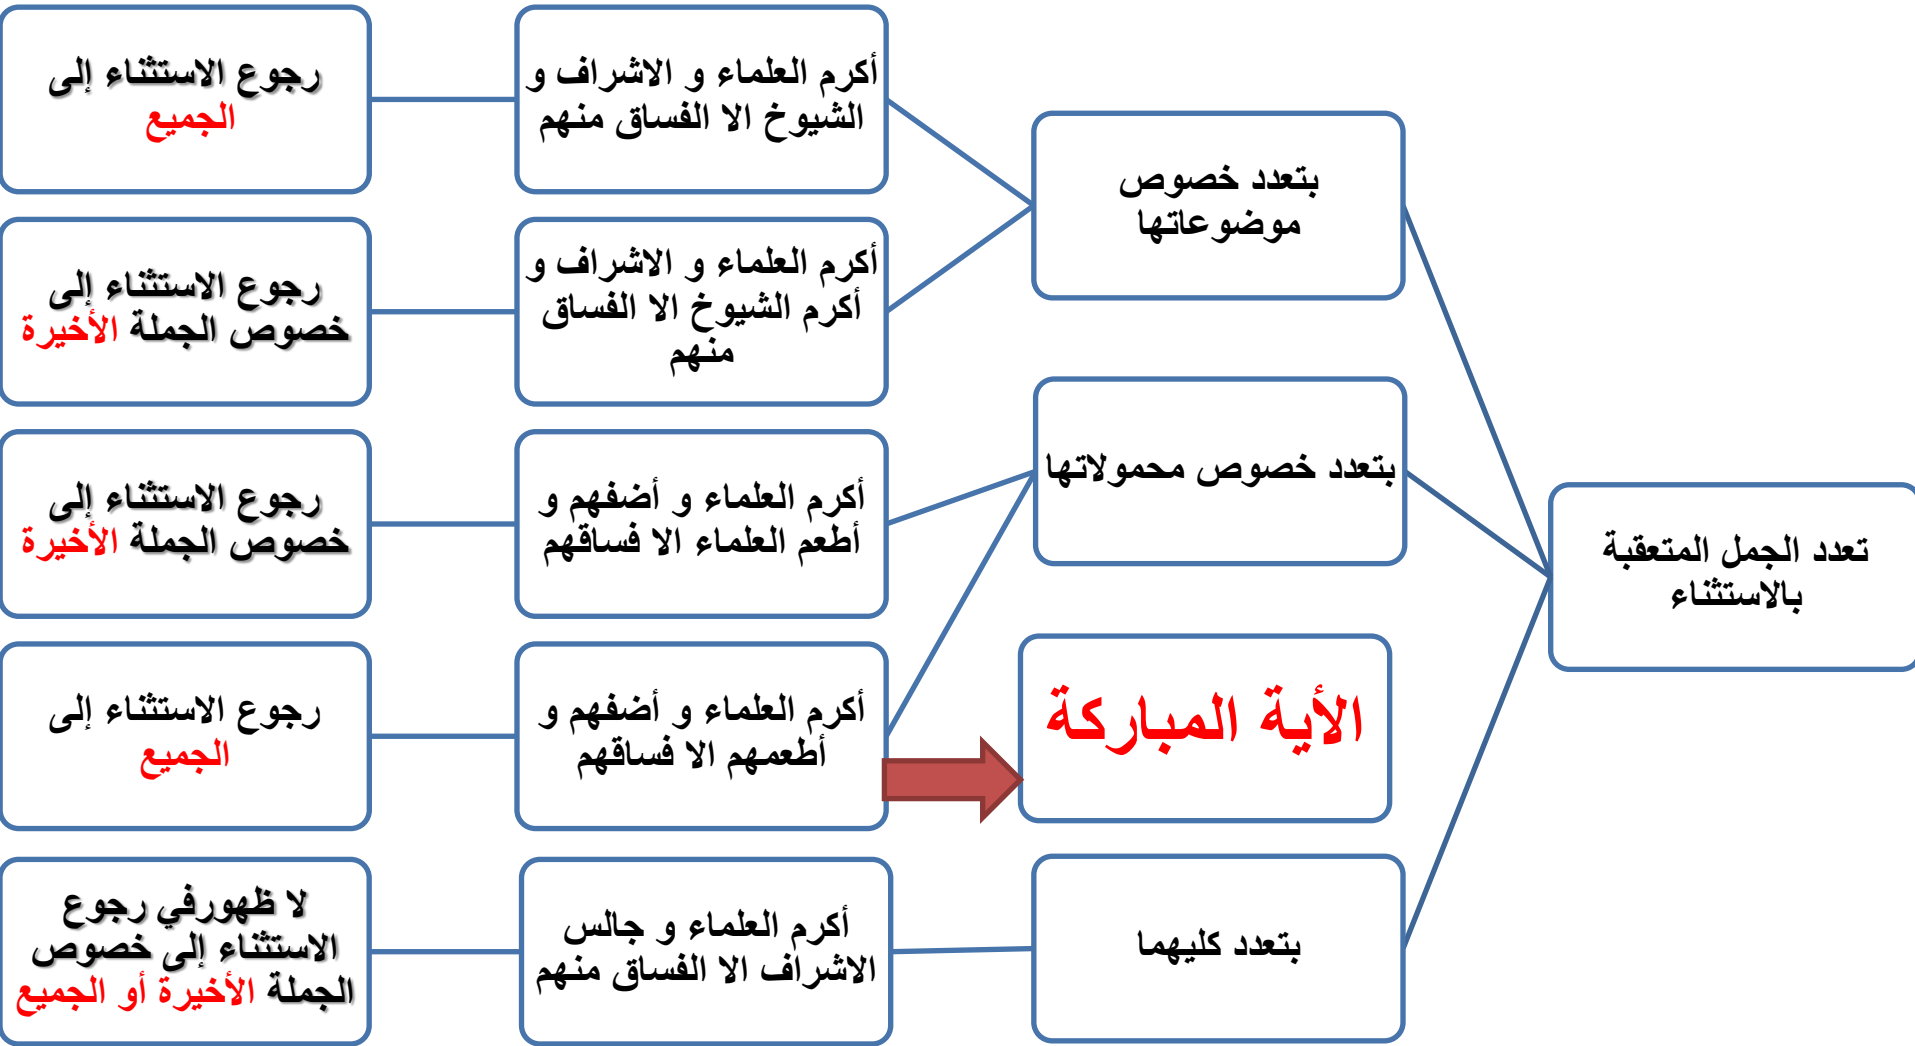 تعدد الجمل المتعقبة
بالاستثناء
بتعدد خصوص
موضوعاتها
أكرم العلماء و الاشراف و
الشيوخ الا الفساق منهم
رجوع الاستثناء إلى
الجميع
أكرم العلماء و الاشراف و
أكرم الشيوخ الا الفساق
منهم
رجوع الاستثناء إلى
خصوص الجملة الأخيرة
بتعدد خصوص محمولاتها
أكرم العلماء و أضفهم و
أطعم العلماء الا فساقهم
رجوع الاستثناء إلى
خصوص الجملة الأخيرة
أكرم العلماء و أضفهم و
أطعمهم الا فساقهم
رجوع الاستثناء إلى
الجميع
الأية المباركة
بتعدد كليهما
أكرم العلماء و جالس
الاشراف الا الفساق منهم
لا ظهورفي رجوع
الاستثناء إلى خصوص
الجملة الأخيرة أو الجميع